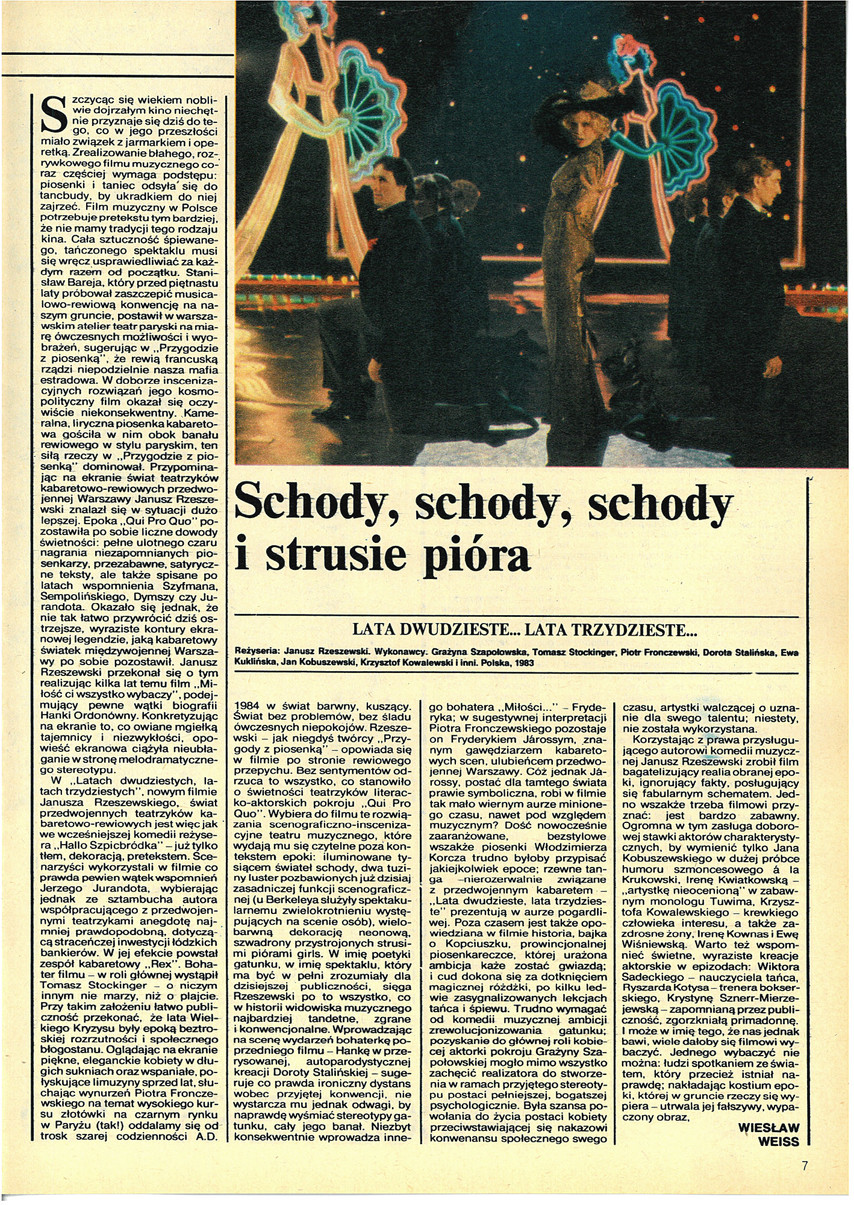 Szczycąc się wiekiem nobli-
wie dojrzałym kino niechęt-
nie przyznaje się dziś do te-
go, co w jego przeszłości
miało związek z jarmarkiem i ope-
retką. Zrealizowanie błahego, roz-
rywkowego filmu muzycznego co-
raz częściej wymaga podstępu:
piosenki i taniec odsyła się do
tancbudy, by ukradkiem do niej
zajrzeć. Film muzyczny w Polsce
potrzebuje pretekstu tym bardziej,
że nie mamy tradycji tego rodzaju
kina. Cała sztuczność śpiewane-
go, tańczonego spektaklu musi
się wręcz usprawiedliwiać za każ-
dym razem od początku. Stani-
sław Bareja, który przed piętnastu
laty próbował zaszczepić musica-
lowo-rewiową konwencję na na-
szym gruncie, postawił w warsza-
wskim atelier teatr paryski na mia-
rę ówczesnych możliwości i wyo-
brażeń, sugerując w „Przygodzie
z piosenką", że rewią francuską
rządzi niepodzielnie nasza mafia
estradowa. W doborze insceniza-
cyjnych rozwiązań jego kosmo-
polityczny film okazał się oczy-
wiście niekonsekwentny. Kame-
ralna, liryczna piosenka kabareto-
wa gościła w nim obok banału
rewiowego w stylu paryskim, ten
siłą rzeczy w „Przygodzie z pio-
senką" dominował. Przypomina-
jąc na ekranie świat teatrzyków
kabaretowo-rewiowych przedwo-
jennej Warszawy Janusz Rzesze-
wski znalazł się w sytuacji dużo
lepszej. Epoka „Qui Pro Quo" po-
zostawiła po sobie liczne dowody
świetności: pełne ulotnego czaru
nagrania niezapomnianych pio-
senkarzy, przezabawne, satyrycz-
ne teksty, ale także spisane po
latach wspomnienia Szyfmana,
Sempolińskiego, Dymszy czy Ju-
randota. Okazało się jednak, że
nie tak łatwo przywrócić dziś os-
trzejsze, wyraziste kontury ekra-
nowej legendzie, jaką kabaretowy
światek międzywojennej Warsza-
wy po sobie pozostawił. Janusz
Rzeszewski przekonał się o tym
realizując kilka lat temu film „Mi-
łość ci wszystko wybaczy", podej-
mujący pewne wątki biografii
Hanki Ordonówny. Konkretyzując
na ekranie to, co owiane mgiełką
tajemnicy i niezwykłości, opo-
wieść ekranowa ciążyła nieubła-
ganie w stronę melodramatyczne-
go stereotypu.
W „Latach dwudziestych, la-
tach trzydziestych", nowym filmie
Janusza Rzeszewskiego, świat
przedwojennych teatrzyków ka-
baretowo-rewiowych jest więc jak
we wcześniejszej komedii reżyse-
ra „Hallo Szpicbródka" – już tylko
tłem, dekoracją, pretekstem. Sce-
narzyści wykorzystali w filmie co
prawda pewien wątek wspomnień
Jerzego Jurandota, wybierając
jednak ze sztambucha autora
współpracującego z przedwojen-
nymi teatrzykami anegdotę naj-
mniej prawdopodobną, dotyczą-
cą straceńczej inwestycji łódzkich
bankierów. W jej efekcie powstał
zespół kabaretowy „Rex". Boha-
ter filmu – w roli głównej wystąpił
Tomasz Stockinger – o niczym
innym nie marzy, niż o plajcie.
Przy takim założeniu łatwo publi-
czność przekonać, że lata Wiel-
kiego Kryzysu były epoką beztro-
skiej rozrzutności i społecznego
błogostanu. Oglądając na ekranie
piękne, eleganckie kobiety w dłu-
gich sukniach oraz wspaniałe, po-
łyskujące limuzyny sprzed lat, słu-
chając wynurzeń Piotra Froncze-
wskiego na temat wysokiego kur-
su złotówki na czarnym rynku
w Paryżu (tak!) oddalamy się od
trosk szarej codzienności A.D.
Schody, schody, schody
i strusie pióra
LATA DWUDZIESTE... LATA TRZYDZIESTE...
Reżyseria: Janusz Rzeszewski. Wykonawcy. Grażyna Szapołowska, Tomasz Stockinger, Piotr Fronczewski, Dorota Stalińska, Ewa
Kuklińska, Jan Kobuszewski, Krzysztof Kowalewski i inni. Polska, 1983
1984 w świat barwny, kuszący.
Świat bez problemów, bez śladu
ówczesnych niepokojów. Rzesze-
wski – jak niegdyś twórcy „Przy-
gody z piosenką" – opowiada się
w filmie po stronie rewiowego
przepychu. Bez sentymentów od-
rzuca to wszystko, co stanowiło
o świetności teatrzyków literac-
ko-aktorskich pokroju „Qui Pro
Quo". Wybiera do filmu te rozwią-
zania scenograficzno-insceniza-
cyjne teatru muzycznego, które
wydają mu się czytelne poza kon-
tekstem epoki: iluminowane ty-
siącem świateł schody, dwa tuzi-
ny luster pozbawionych już dzisiaj
zasadniczej funkcji scenograficz-
nej (u Berkeleya służyły spektaku-
larnemu zwielokrotnieniu wystę-
pujących na scenie osób), wielo-
barwną dekorację neonową,
szwadrony przystrojonych strusi-
mi piórami girls. W imię poetyki
gatunku, w imię spektaklu, który
ma być w pełni zrozumiały dla
dzisiejszej publiczności, sięga
Rzeszewski po to wszystko, co
w historii widowiska muzycznego
najbardziej tandetne, zgrane
i konwencjonalne. Wprowadzając
na scenę wydarzeń bohaterkę po-
przedniego filmu – Hankę w prze-
rysowanej, autoparodystycznej
kreacji Doroty Stalińskiej – suge-
ruje co prawda ironiczny dystans
wobec przyjętej konwencji, nie
wystarcza mu jednak odwagi, by
naprawdę wyśmiać stereotypy ga-
tunku, cały jego banał. Niezbyt
konsekwentnie wprowadza inne-
go bohatera „Miłości..." – Fryde-
ryka; w sugestywnej interpretacji
Piotra Fronczewskiego pozostaje
on Fryderykiem Járossym, zna-
nym gawędziarzem kabareto-
wych scen, ulubieńcem przedwo-
jennej Warszawy. Cóż jednak Já-
rossy, postać dla tamtego świata
prawie symboliczna, robi w filmie
tak mało wiernym aurze minione-
go czasu, nawet pod względem
muzycznym? Dość nowocześnie
zaaranżowane, bezstylowe
wszakże piosenki Włodzimierza
Korcza trudno byłoby przypisać
jakiejkolwiek epoce; rzewne tan-
ga –nierozerwalnie związane
z przedwojennym kabaretem –
„Lata dwudzieste, lata trzydzies-
te" prezentują w aurze pogardli-
wej. Poza czasem jest także opo-
wiedziana w filmie historia, bajka
o Kopciuszku, prowincjonalnej
piosenkareczce, której urażona
ambicja każe zostać gwiazdą;
i cud dokona się za dotknięciem
magicznej różdżki, po kilku led-
wie zasygnalizowanych lekcjach
tańca i śpiewu. Trudno wymagać
od komedii muzycznej ambicji
zrewolucjonizowania gatunku;
pozyskanie do głównej roli kobie-
cej aktorki pokroju Grażyny Sza-
połowskiej mogło mimo wszystko
zachęcić realizatora do stworze-
nia w ramach przyjętego stereoty-
pu postaci pełniejszej, bogatszej
psychologicznie. Była szansa po-
wołania do życia postaci kobiety
przeciwstawiającej się nakazowi
konwenansu społecznego swego
czasu, artystki walczącej o uzna-
nie dla swego talentu; niestety,
nie została wykorzystana.
Korzystając z prawa przysługu-
jącego autorowi komedii muzycz-
nej Janusz Rzeszewski zrobił film
bagatelizujący realia obranej epo-
ki, ignorujący fakty, posługujący
się fabularnym schematem. Jed-
no wszakże trzeba filmowi przy-
znać: jest bardzo zabawny.
Ogromna w tym zasługa doboro-
wej stawki aktorów charakterysty-
cznych, by wymienić tylko Jana
Kobuszewskiego w dużej próbce
humoru szmoncesowego á la
Krukowski, Irenę Kwiatkowską –
„artystkę nieocenioną" w zabaw-
nym monologu Tuwima, Krzysz-
tofa Kowalewskiego – krewkiego
człowieka interesu, a także za-
zdrosne żony, Irenę Kownas i Ewę
Wiśniewską. Warto też wspom-
nieć świetne, wyraziste kreacje
aktorskie w epizodach: Wiktora
Sadeckiego – nauczyciela tańca,
Ryszarda Kotysa – trenera bokser-
skiego, Krystynę Sznerr-Mierze-
jewską – zapomnianą przez publi-
czność, zgorzkniałą primadonnę.
I może w imię tego, że nas jednak
bawi, wiele dałoby się filmowi wy-
baczyć. Jednego wybaczyć nie
można: łudzi spotkaniem ze świa-
tem, który przecież istniał na-
prawdę; nakładając kostium epo-
ki, której w gruncie rzeczy się wy-
piera – utrwala jej fałszywy, wypa-
czony obraz,
WIESŁAW
WEISS
7